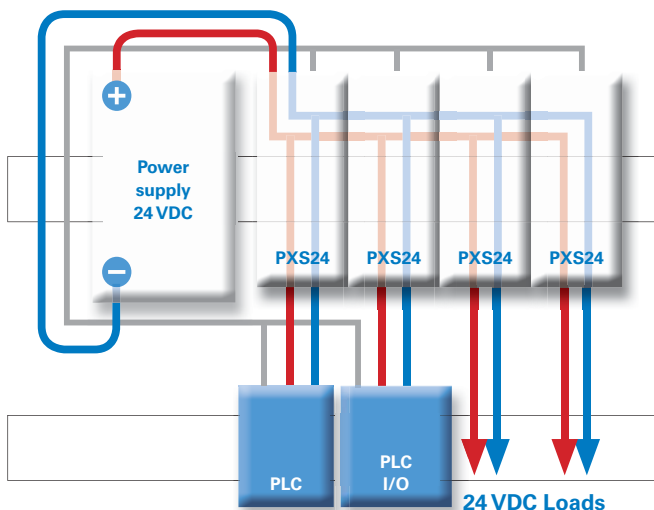 +
Power
supply
24 VDC
−
PXS24
PXS24
PXS24
PXS24
PLC
PLC
I/O
24 VDC Loads